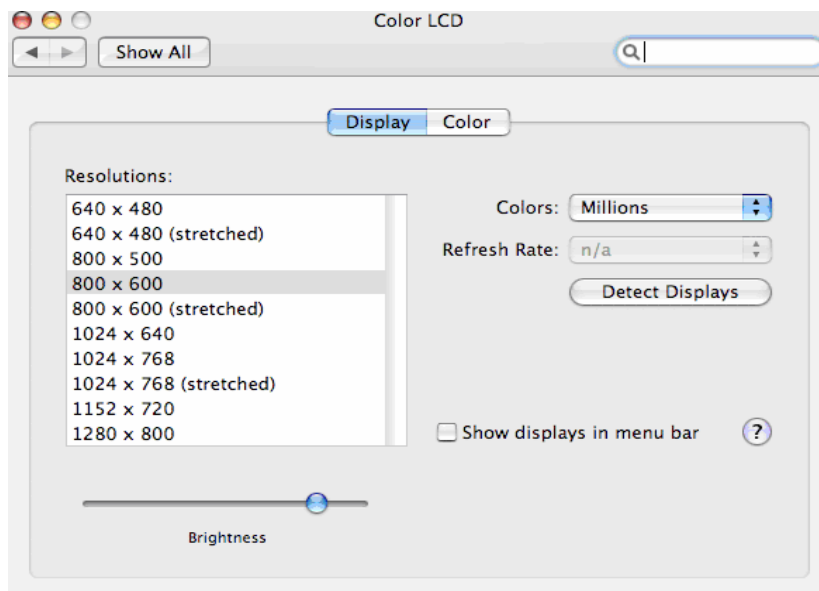 Color LCD
Show All
Display Color
Resolutions:
640 x 480
640 x 480 (stretched)
800 x 500
800 x 600
800 x 600 (stretched)
1024 x 640
1024 x 768
1024 x 768 (stretched)
1152 x 720
1280 x 800
Brightness
Colors: Millions
Refresh Rate: n/a
Detect Displays
Show displays in menu bar ?